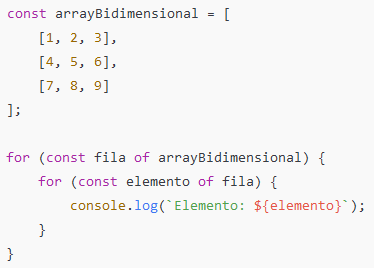 const arrayBidimensional = [
    [1, 2, 3],
    [4, 5, 6],
    [7, 8, 9]
];

for (const fila of arrayBidimensional) {
    for (const elemento of fila) {
        console.log(`Elemento: ${elemento}`);
    }
}